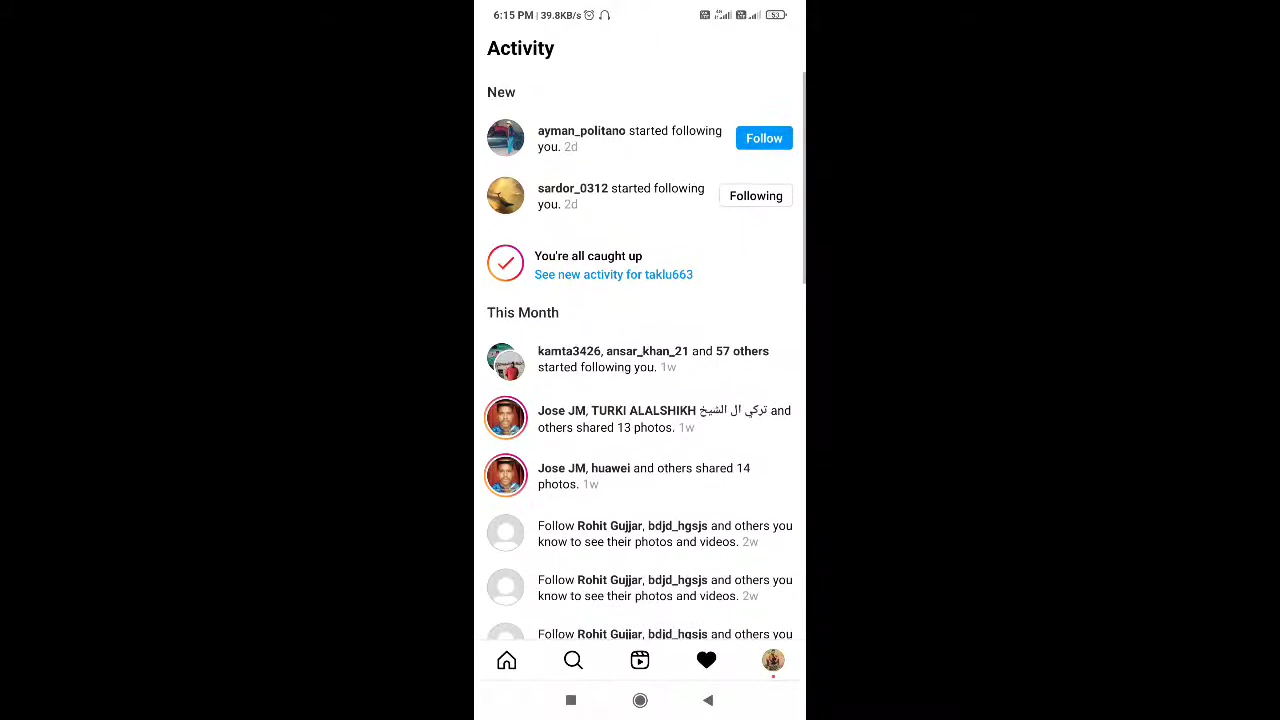 6:15 PM | 39.8KB/s
53
Activity
New
ayman_politano started following
you. 2d
Follow
sardor_0312 started following
you. 2d
Following
You're all caught up
See new activity for taklu663
This Month
kamta3426, ansar_khan_21 and 57 others
started following you. 1w
Jose JM, TURKI ALALSHIKH تركي ال الشيخ and
others shared 13 photos. 1w
Jose JM, huawei and others shared 14
photos. 1w
Follow Rohit Gujjar, bdjd_hgsjs and others you
know to see their photos and videos. 2w
Follow Rohit Gujjar, bdjd_hgsjs and others you
know to see their photos and videos. 2w
Follow Rohit Gujjar, bdjd_hgsjs and others you